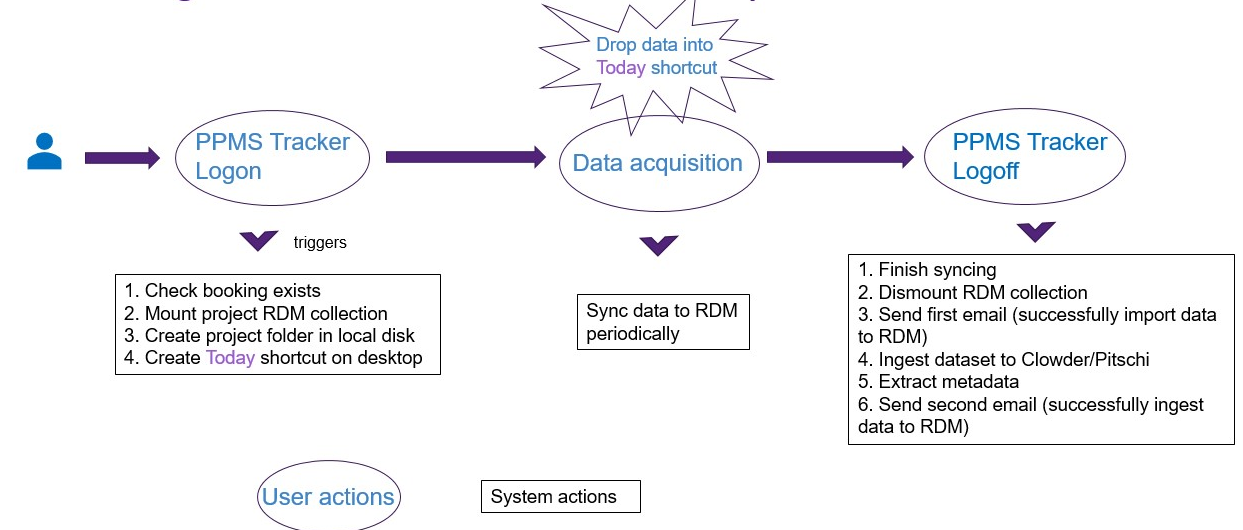 Drop data into
Today shortcut
PPMS Tracker
Logon
Data acquisition
PPMS Tracker
Logoff
triggers
1. Check booking exists
2. Mount project RDM collection
3. Create project folder in local disk
4. Create Today shortcut on desktop
Sync data to RDM
periodically
1. Finish syncing
2. Dismount RDM collection
3. Send first email (successfully import data
to RDM)
4. Ingest dataset to Clowder/Pitschi
5. Extract metadata
6. Send second email (successfully ingest
data to RDM)
User actions
System actions